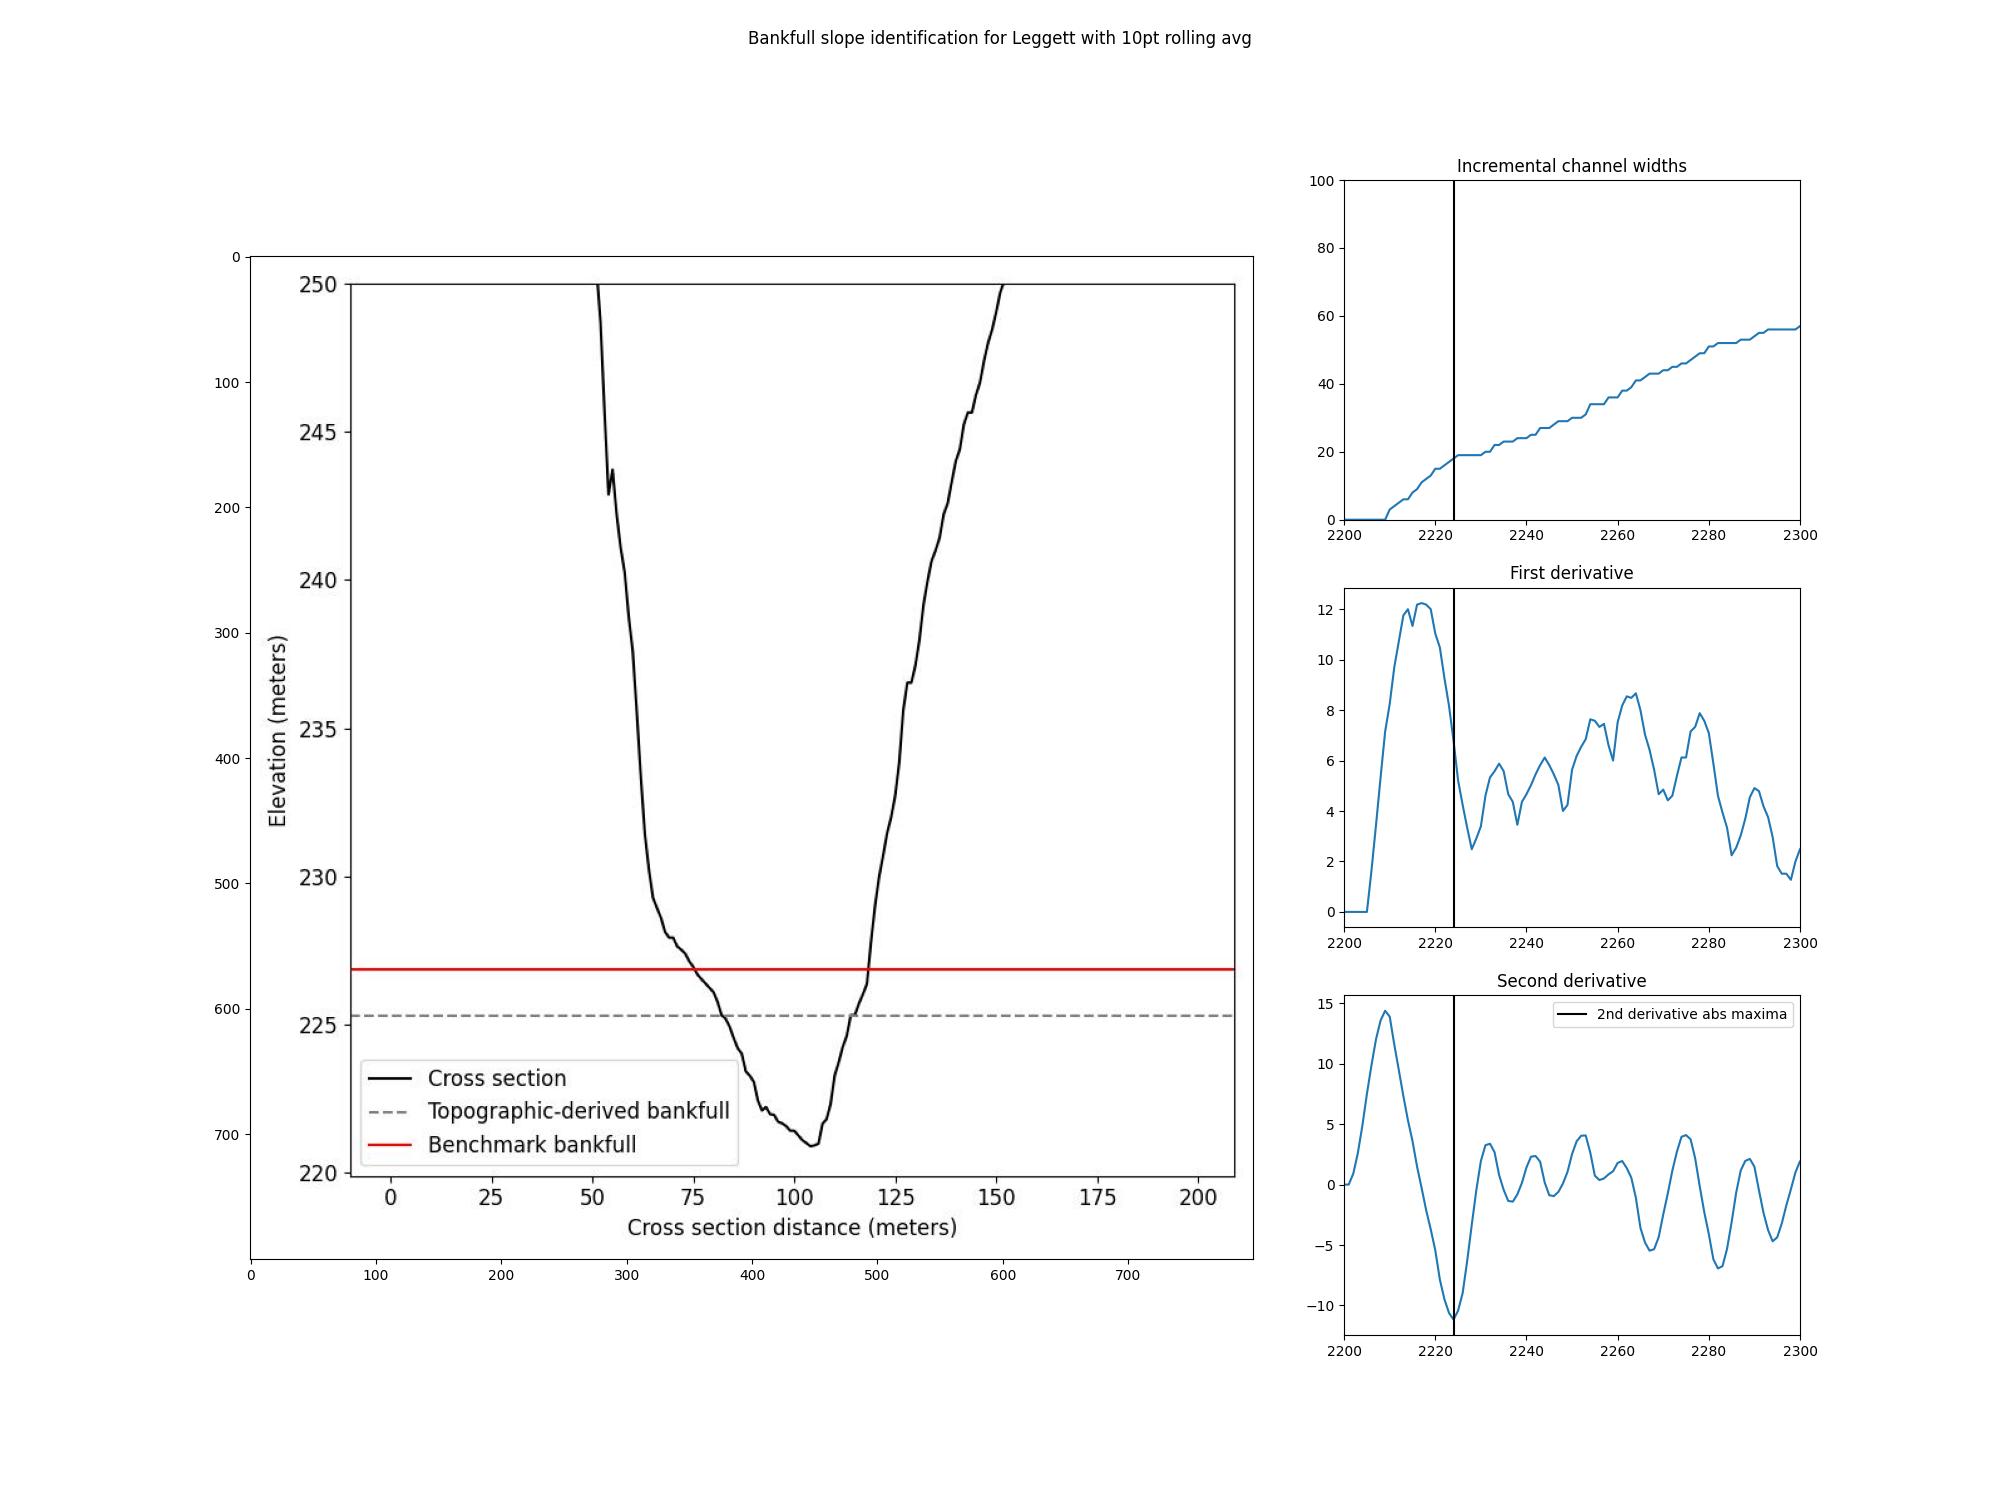 Bankfull slope identification for Leggett with 10pt rolling avg
0
100
200
300
400
500
600
700
250
245
240
235
230
225
220
Elevation (meters)
Cross section
Topographic-derived bankfull
Benchmark bankfull
0 25 50 75 100 125 150 175 200
Cross section distance (meters)
0 100 200 300 400 500 600 700
Incremental channel widths
100
80
60
40
20
0
2200 2220 2240 2260 2280 2300
First derivative
12
10
8
6
4
2
0
2200 2220 2240 2260 2280 2300
Second derivative
2nd derivative abs maxima
15
10
5
0
−5
−10
2200 2220 2240 2260 2280 2300